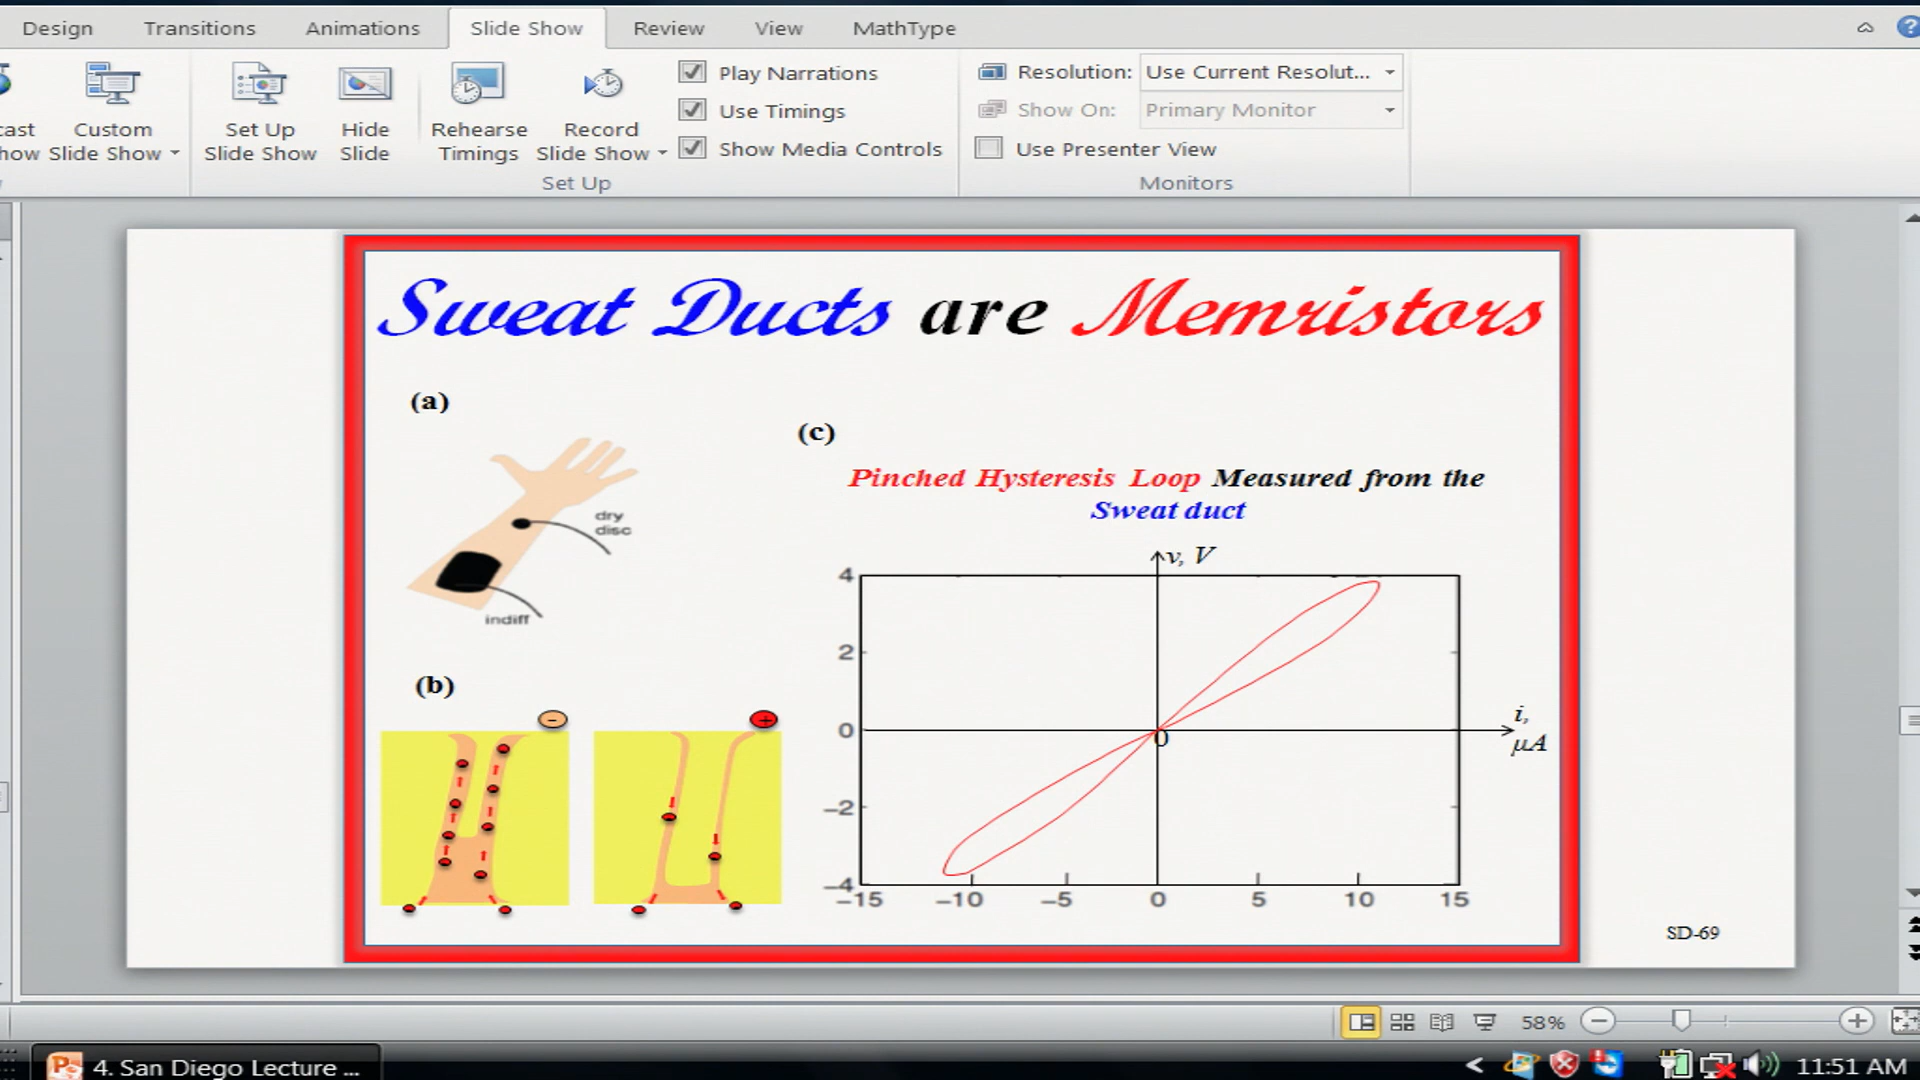 Design Transitions Animations Slide Show Review View MathType
Custom Slide Show
Set Up Slide Show
Hide Slide
Rehearse Timings
Record Slide Show
Play Narrations
Use Timings
Show Media Controls
Set Up
Resolution: Use Current Resolut...
Show On: Primary Monitor
Use Presenter View
Monitors
Sweat Ducts are Memristors
(a)
dry
disc
indiff
(b)
-
+
(c)
Pinched Hysteresis Loop Measured from the
Sweat duct
v, V
4
2
0
−2
−4
0
−15 −10 −5 0 5 10 15
i,
μA
SD-69
58%
4. San Diego Lecture ...
11:51 AM